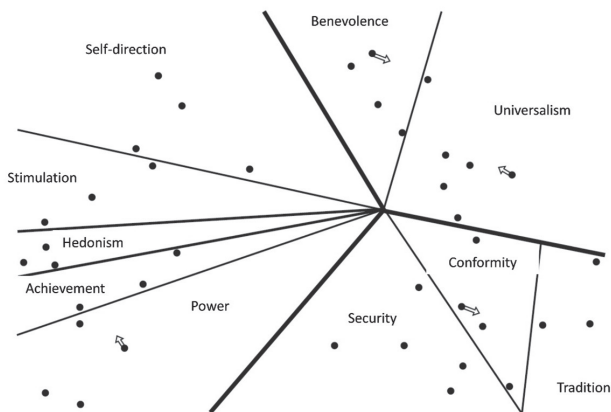 Benevolence
Self-direction
Universalism
Stimulation
Hedonism
Conformity
Achievement
Power
Security
Tradition